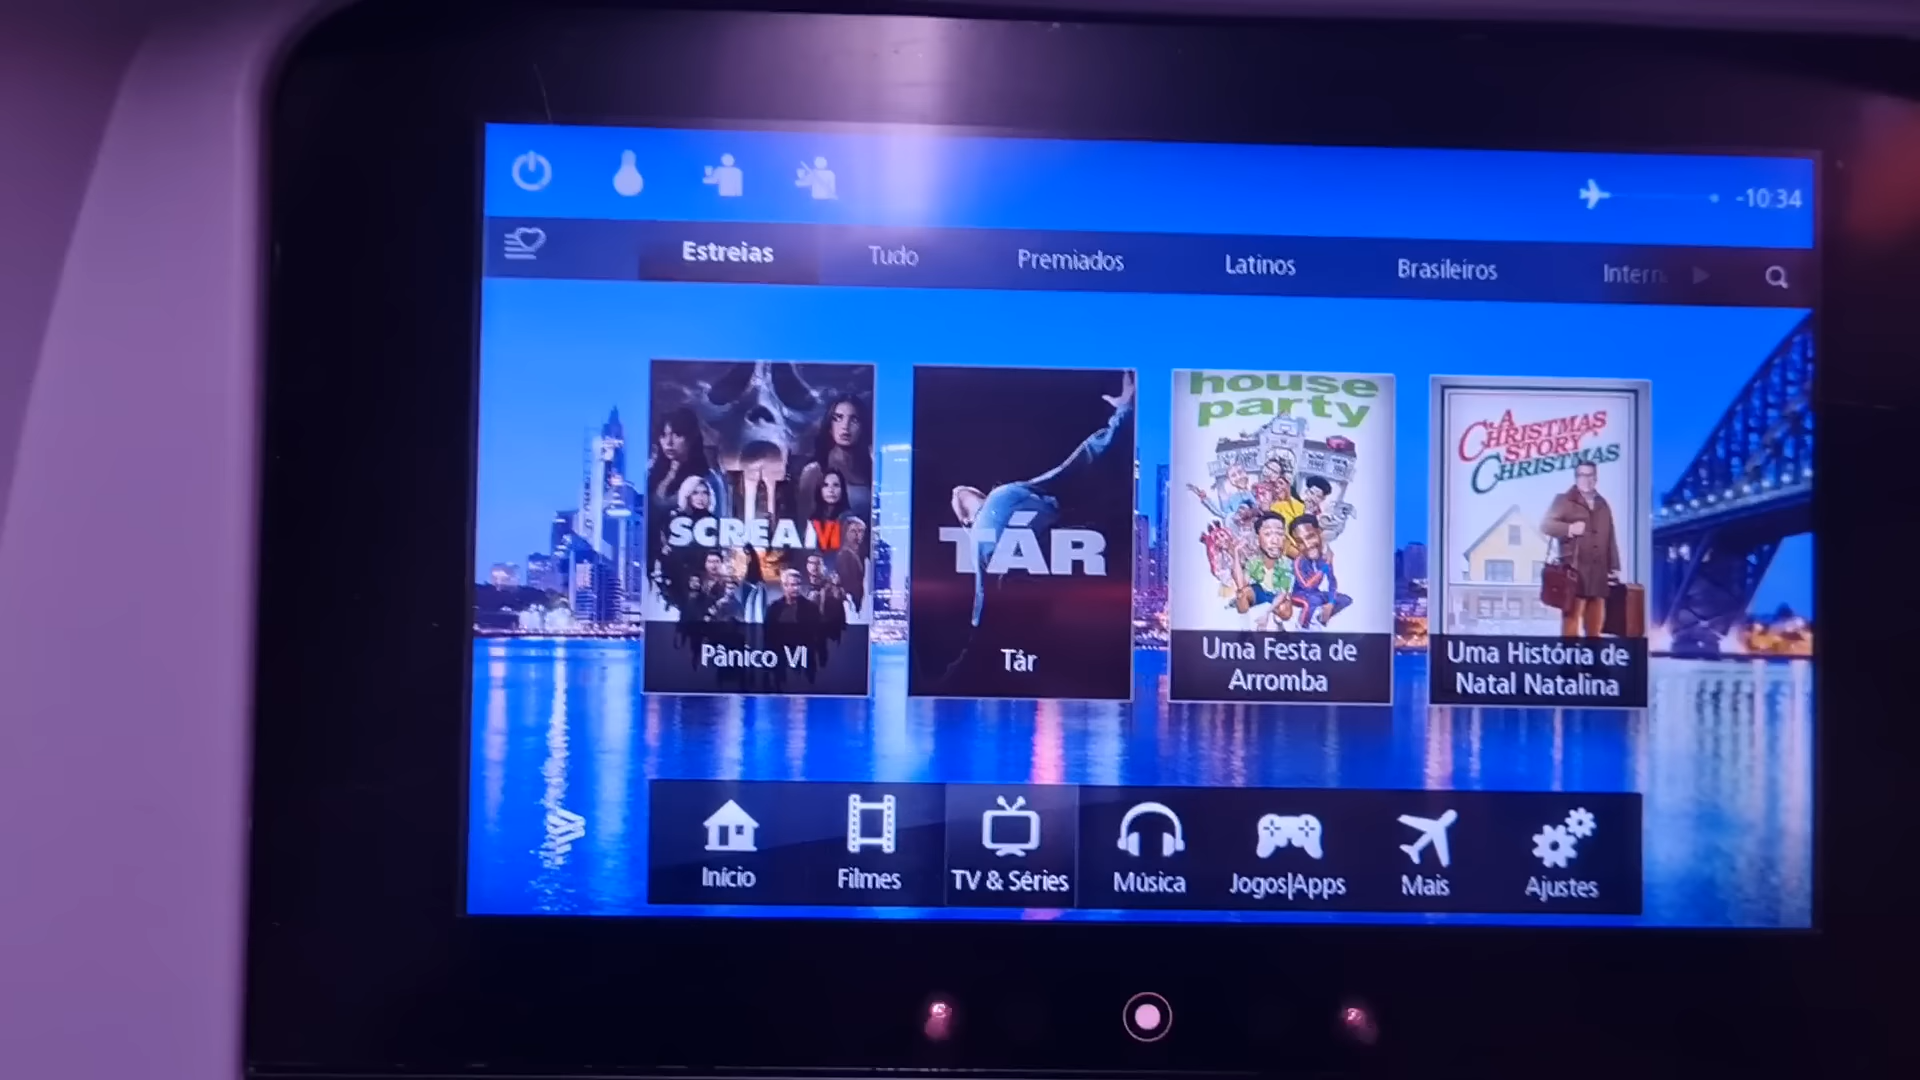 -10:34
Estreias
Tudo
Premiados
Latinos
Brasileiros
Intern
SCREAM VI
Pânico VI
TÁR
Tár
house
party
Uma Festa de
Arromba
A
CHRISTMAS
STORY
CHRISTMAS
Uma História de
Natal Natalina
Início
Filmes
TV & Séries
Música
Jogos|Apps
Mais
Ajustes